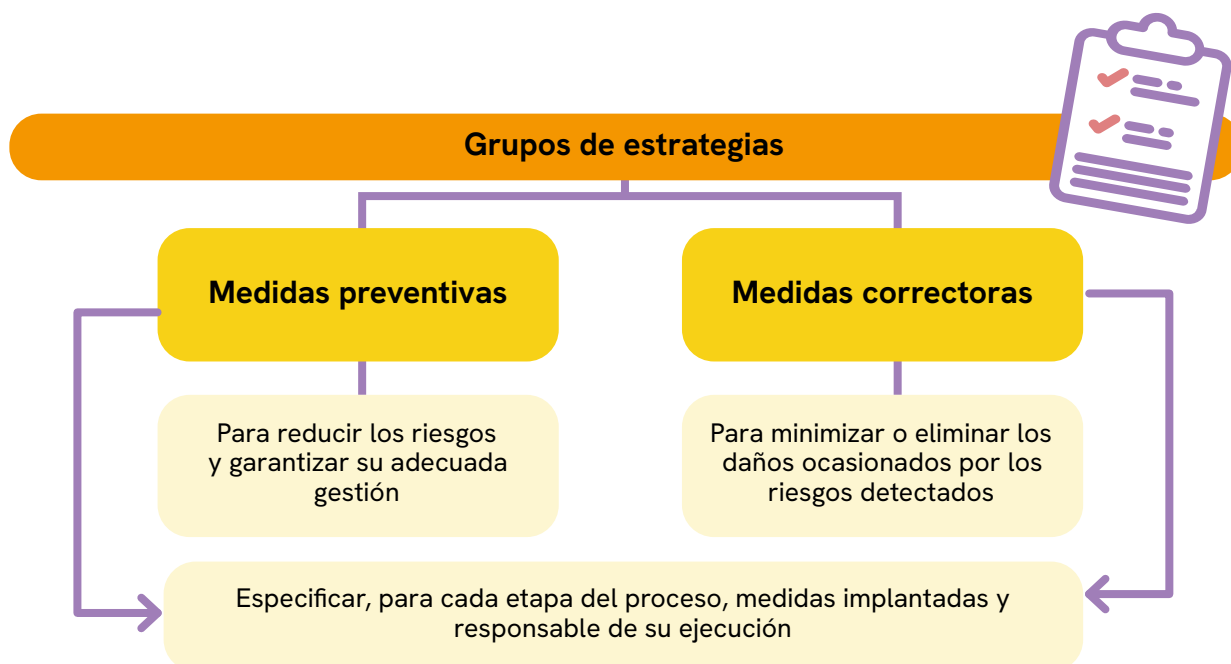 Grupos de estrategias
Medidas preventivas
Medidas correctoras
Para reducir los riesgos
y garantizar su adecuada
gestión
Para minimizar o eliminar los
daños ocasionados por los
riesgos detectados
Especificar, para cada etapa del proceso, medidas implantadas y
responsable de su ejecución